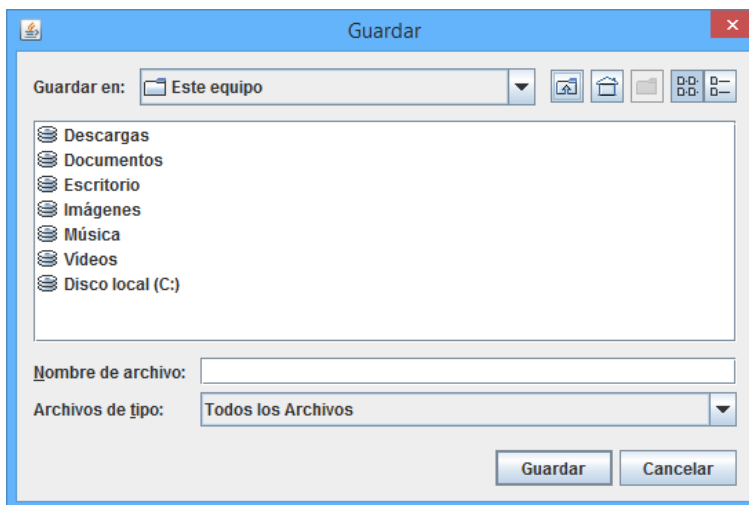 Guardar
Guardar en: Este equipo
Descargas
Documentos
Escritorio
Imágenes
Música
Vídeos
Disco local (C:)
Nombre de archivo:
Archivos de tipo: Todos los Archivos
Guardar Cancelar